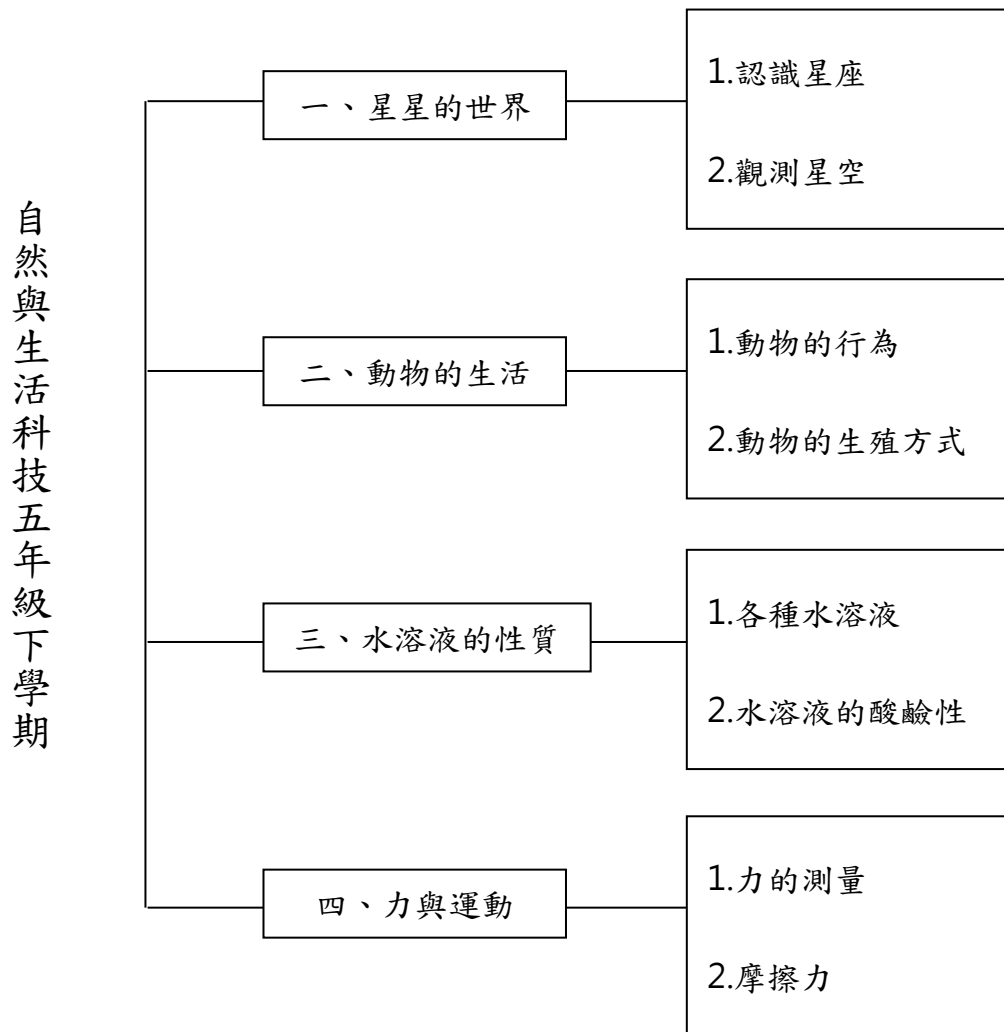 自然與生活科技五年級下學期
一、星星的世界
1.認識星座
2.觀測星空
二、動物的生活
1.動物的行為
2.動物的生殖方式
三、水溶液的性質
1.各種水溶液
2.水溶液的酸鹼性
四、力與運動
1.力的測量
2.摩擦力